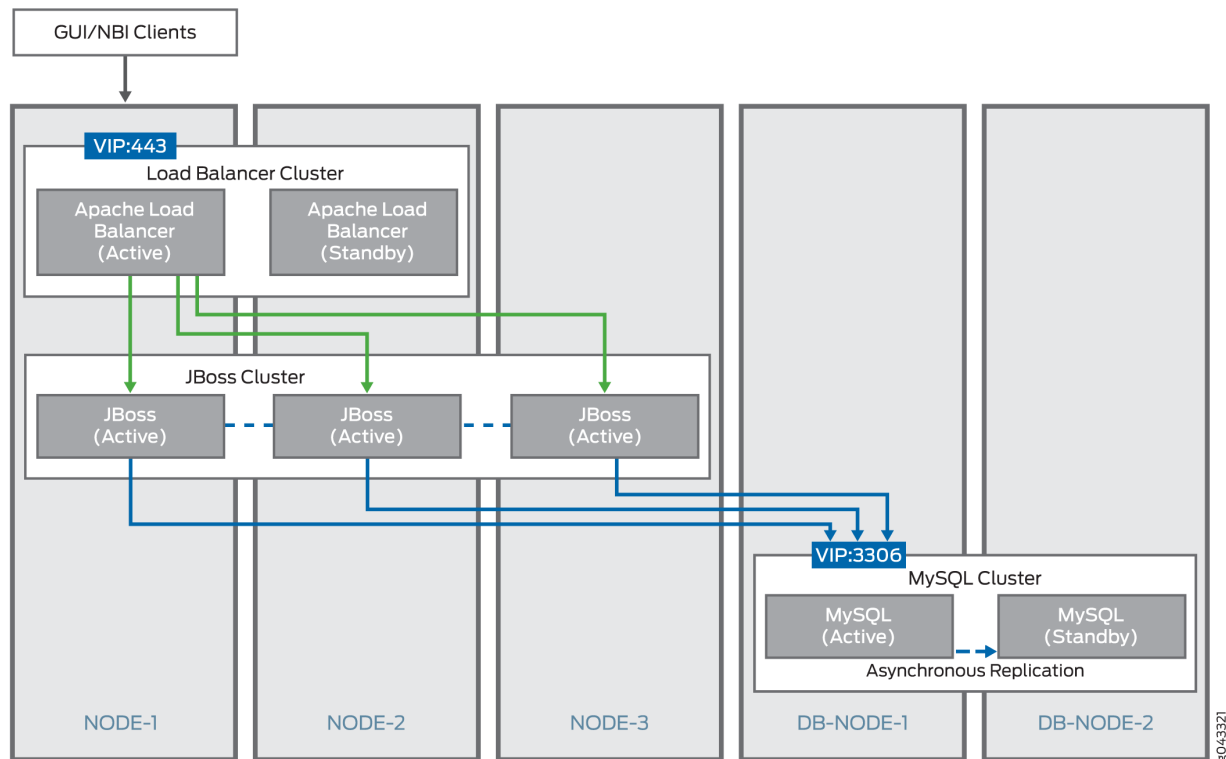 GUI/NBI Clients
VIP:443
Load Balancer Cluster
Apache Load
Balancer
(Active)
Apache Load
Balancer
(Standby)
JBoss Cluster
JBoss
(Active)
JBoss
(Active)
JBoss
(Active)
VIP:3306
MySQL Cluster
MySQL
(Active)
MySQL
(Standby)
Asynchronous Replication
NODE-1
NODE-2
NODE-3
DB-NODE-1
DB-NODE-2
g043321